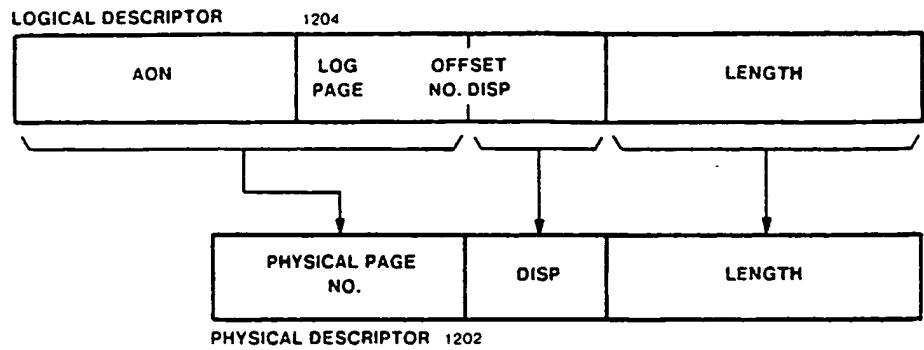 LOGICAL DESCRIPTOR 1204
AON
LOG OFFSET
PAGE NO. DISP
LENGTH
PHYSICAL PAGE
NO.
DISP
LENGTH
PHYSICAL DESCRIPTOR 1202